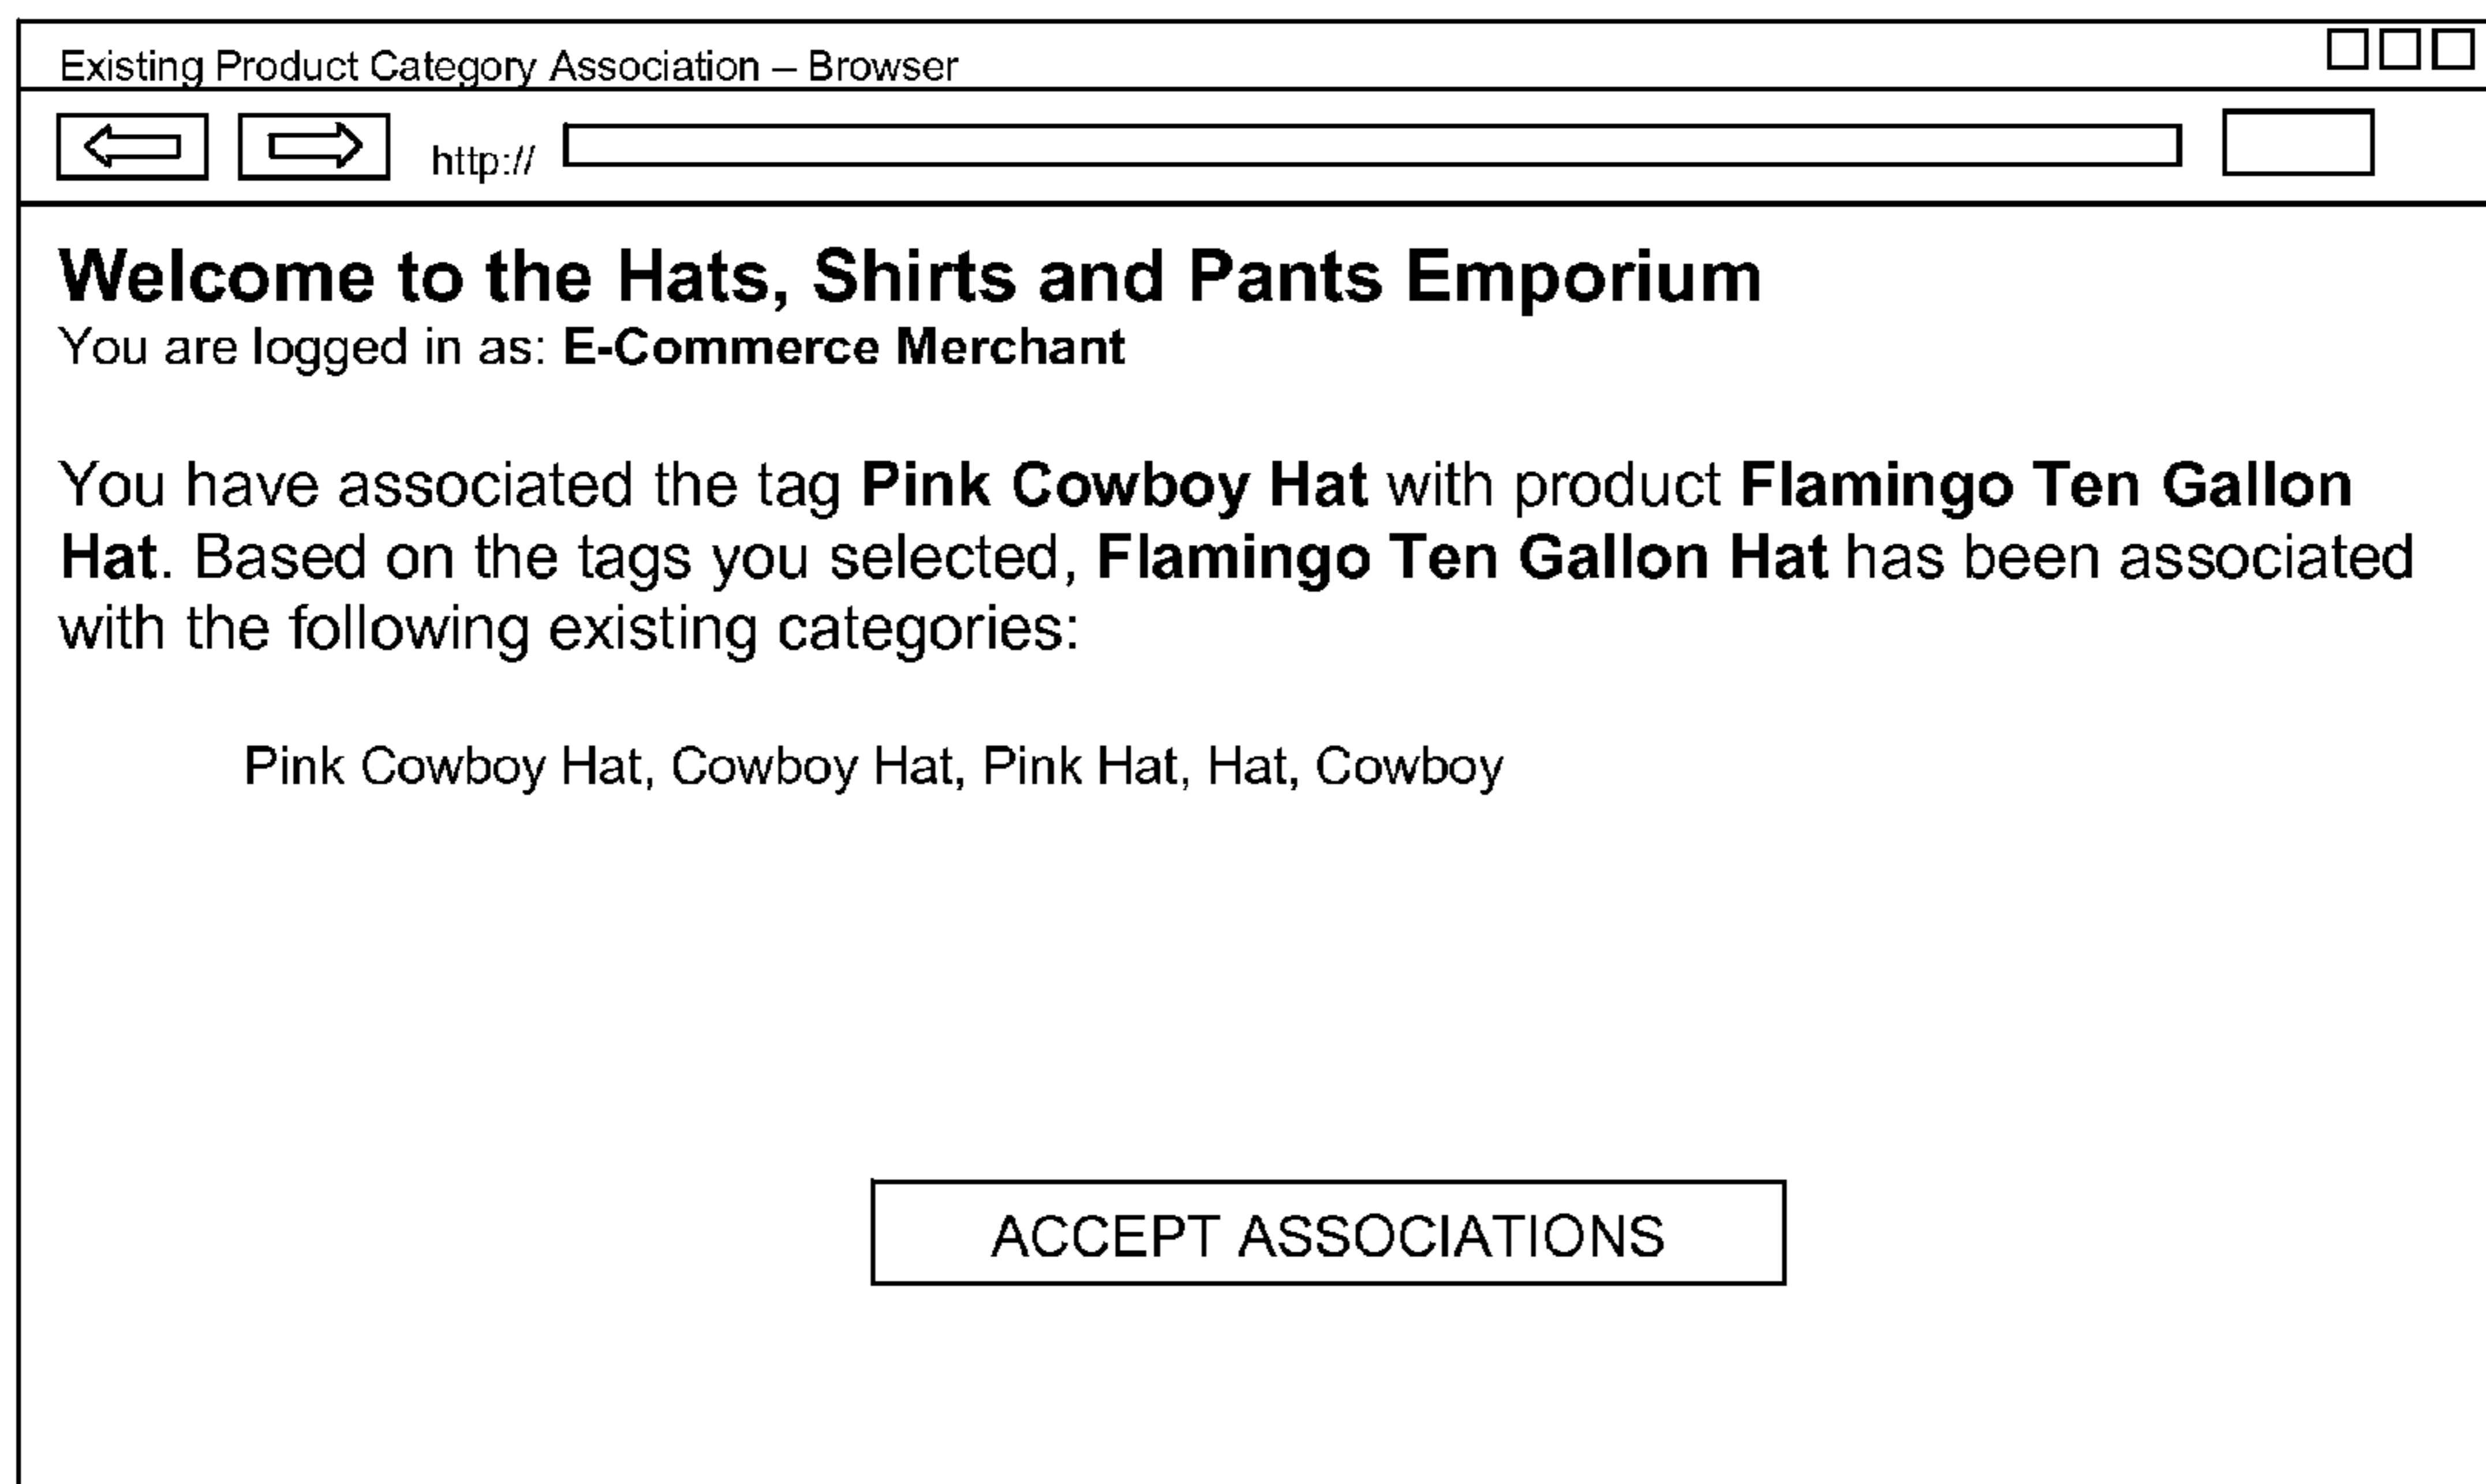 Existing Product Category Association – Browser
http://
Welcome to the Hats, Shirts and Pants Emporium
You are logged in as: E-Commerce Merchant
You have associated the tag Pink Cowboy Hat with product Flamingo Ten Gallon
Hat. Based on the tags you selected, Flamingo Ten Gallon Hat has been associated
with the following existing categories:
Pink Cowboy Hat, Cowboy Hat, Pink Hat, Hat, Cowboy
ACCEPT ASSOCIATIONS